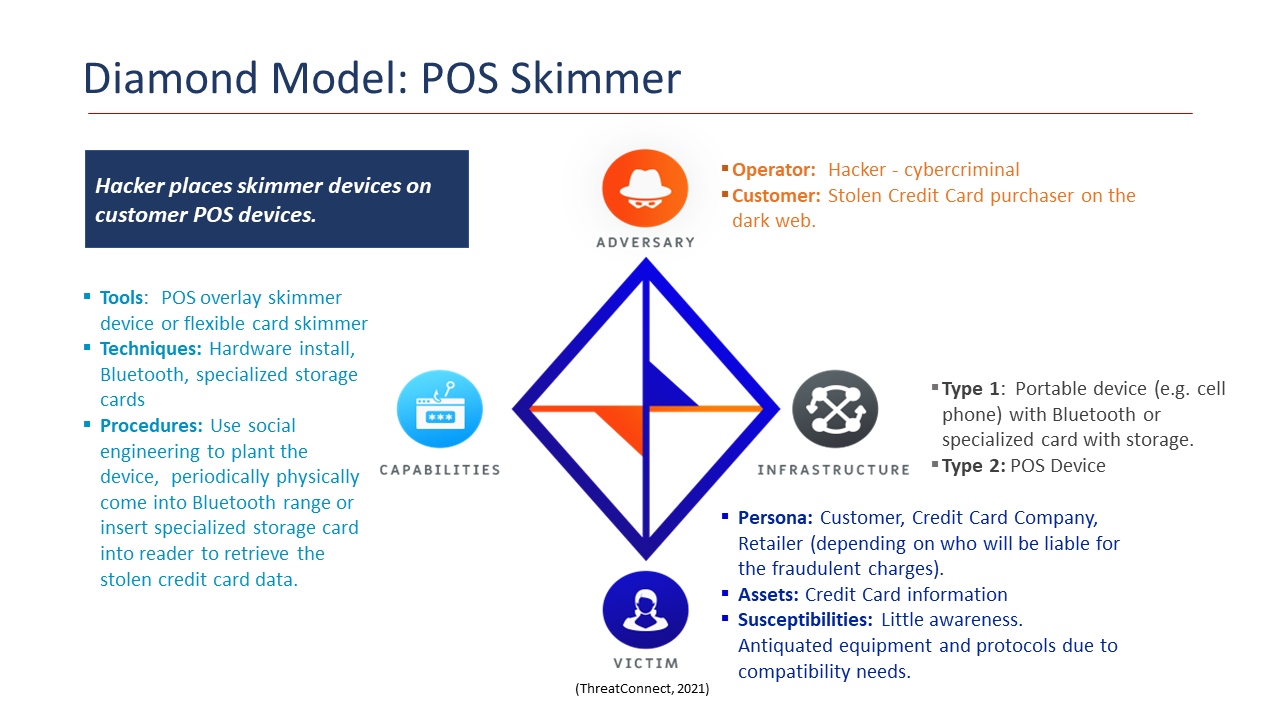 Diamond Model: POS Skimmer
Hacker places skimmer devices on
customer POS devices.
▪ Operator: Hacker - cybercriminal
▪ Customer: Stolen Credit Card purchaser on the
dark web.
ADVERSARY
▪ Tools: POS overlay skimmer
device or flexible card skimmer
▪ Techniques: Hardware install,
Bluetooth, specialized storage
cards
▪ Procedures: Use social
engineering to plant the
device, periodically physically
come into Bluetooth range or
insert specialized storage card
into reader to retrieve the
stolen credit card data.
***
CAPABILITIES
INFRASTRUCTURE
▪ Type 1: Portable device (e.g. cell
phone) with Bluetooth or
specialized card with storage.
▪ Type 2: POS Device
▪ Persona: Customer, Credit Card Company,
Retailer (depending on who will be liable for
the fraudulent charges).
▪ Assets: Credit Card information
▪ Susceptibilities: Little awareness.
Antiquated equipment and protocols due to
compatibility needs.
VICTIM
(ThreatConnect, 2021)